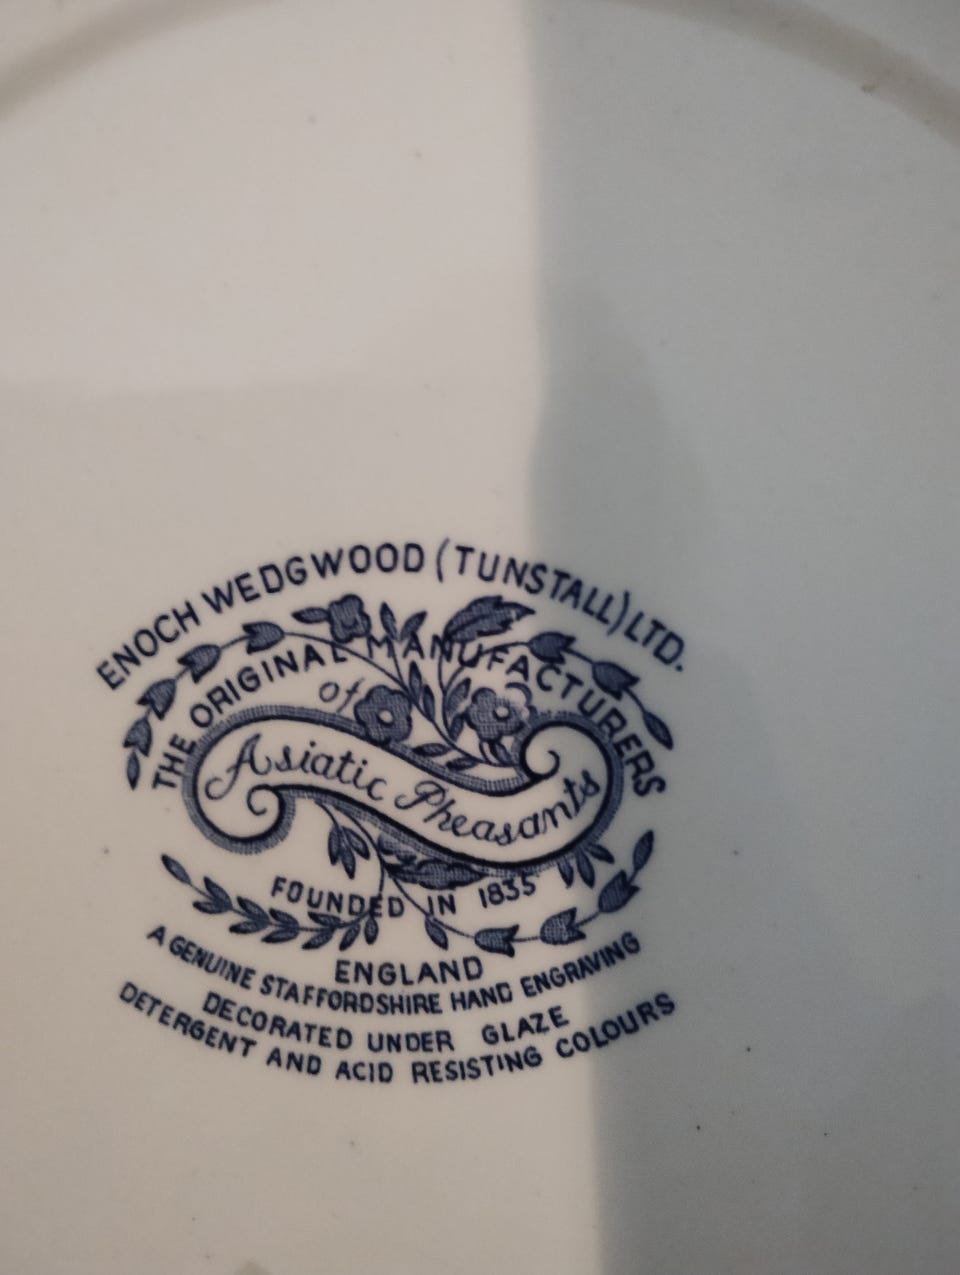 ENOCH WEDGWOOD (TUNSTALL) LTD.
THE ORIGINAL MANUFACTURERS
of
Asiatic Pheasants
FOUNDED IN 1835
ENGLAND
A GENUINE STAFFORDSHIRE HAND ENGRAVING
DECORATED UNDER GLAZE
DETERGENT AND ACID RESISTING COLOURS